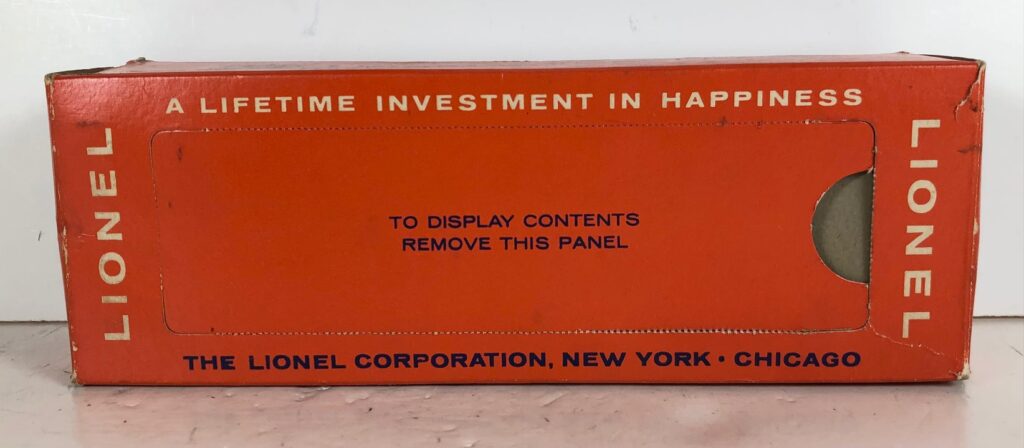 A LIFETIME INVESTMENT IN HAPPINESS
LIONEL
TO DISPLAY CONTENTS
REMOVE THIS PANEL
LIONEL
THE LIONEL CORPORATION, NEW YORK • CHICAGO